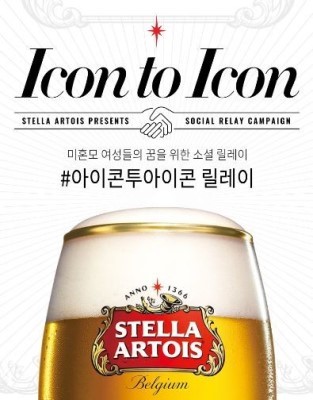 Icon to Icon
STELLA ARTOIS PRESENTS SOCIAL RELAY CAMPAIGN
미혼모 여성들의 꿈을 위한 소셜 릴레이
#아이콘투아이콘 릴레이
ANNO 1366
STELLA
ARTOIS
Belgium